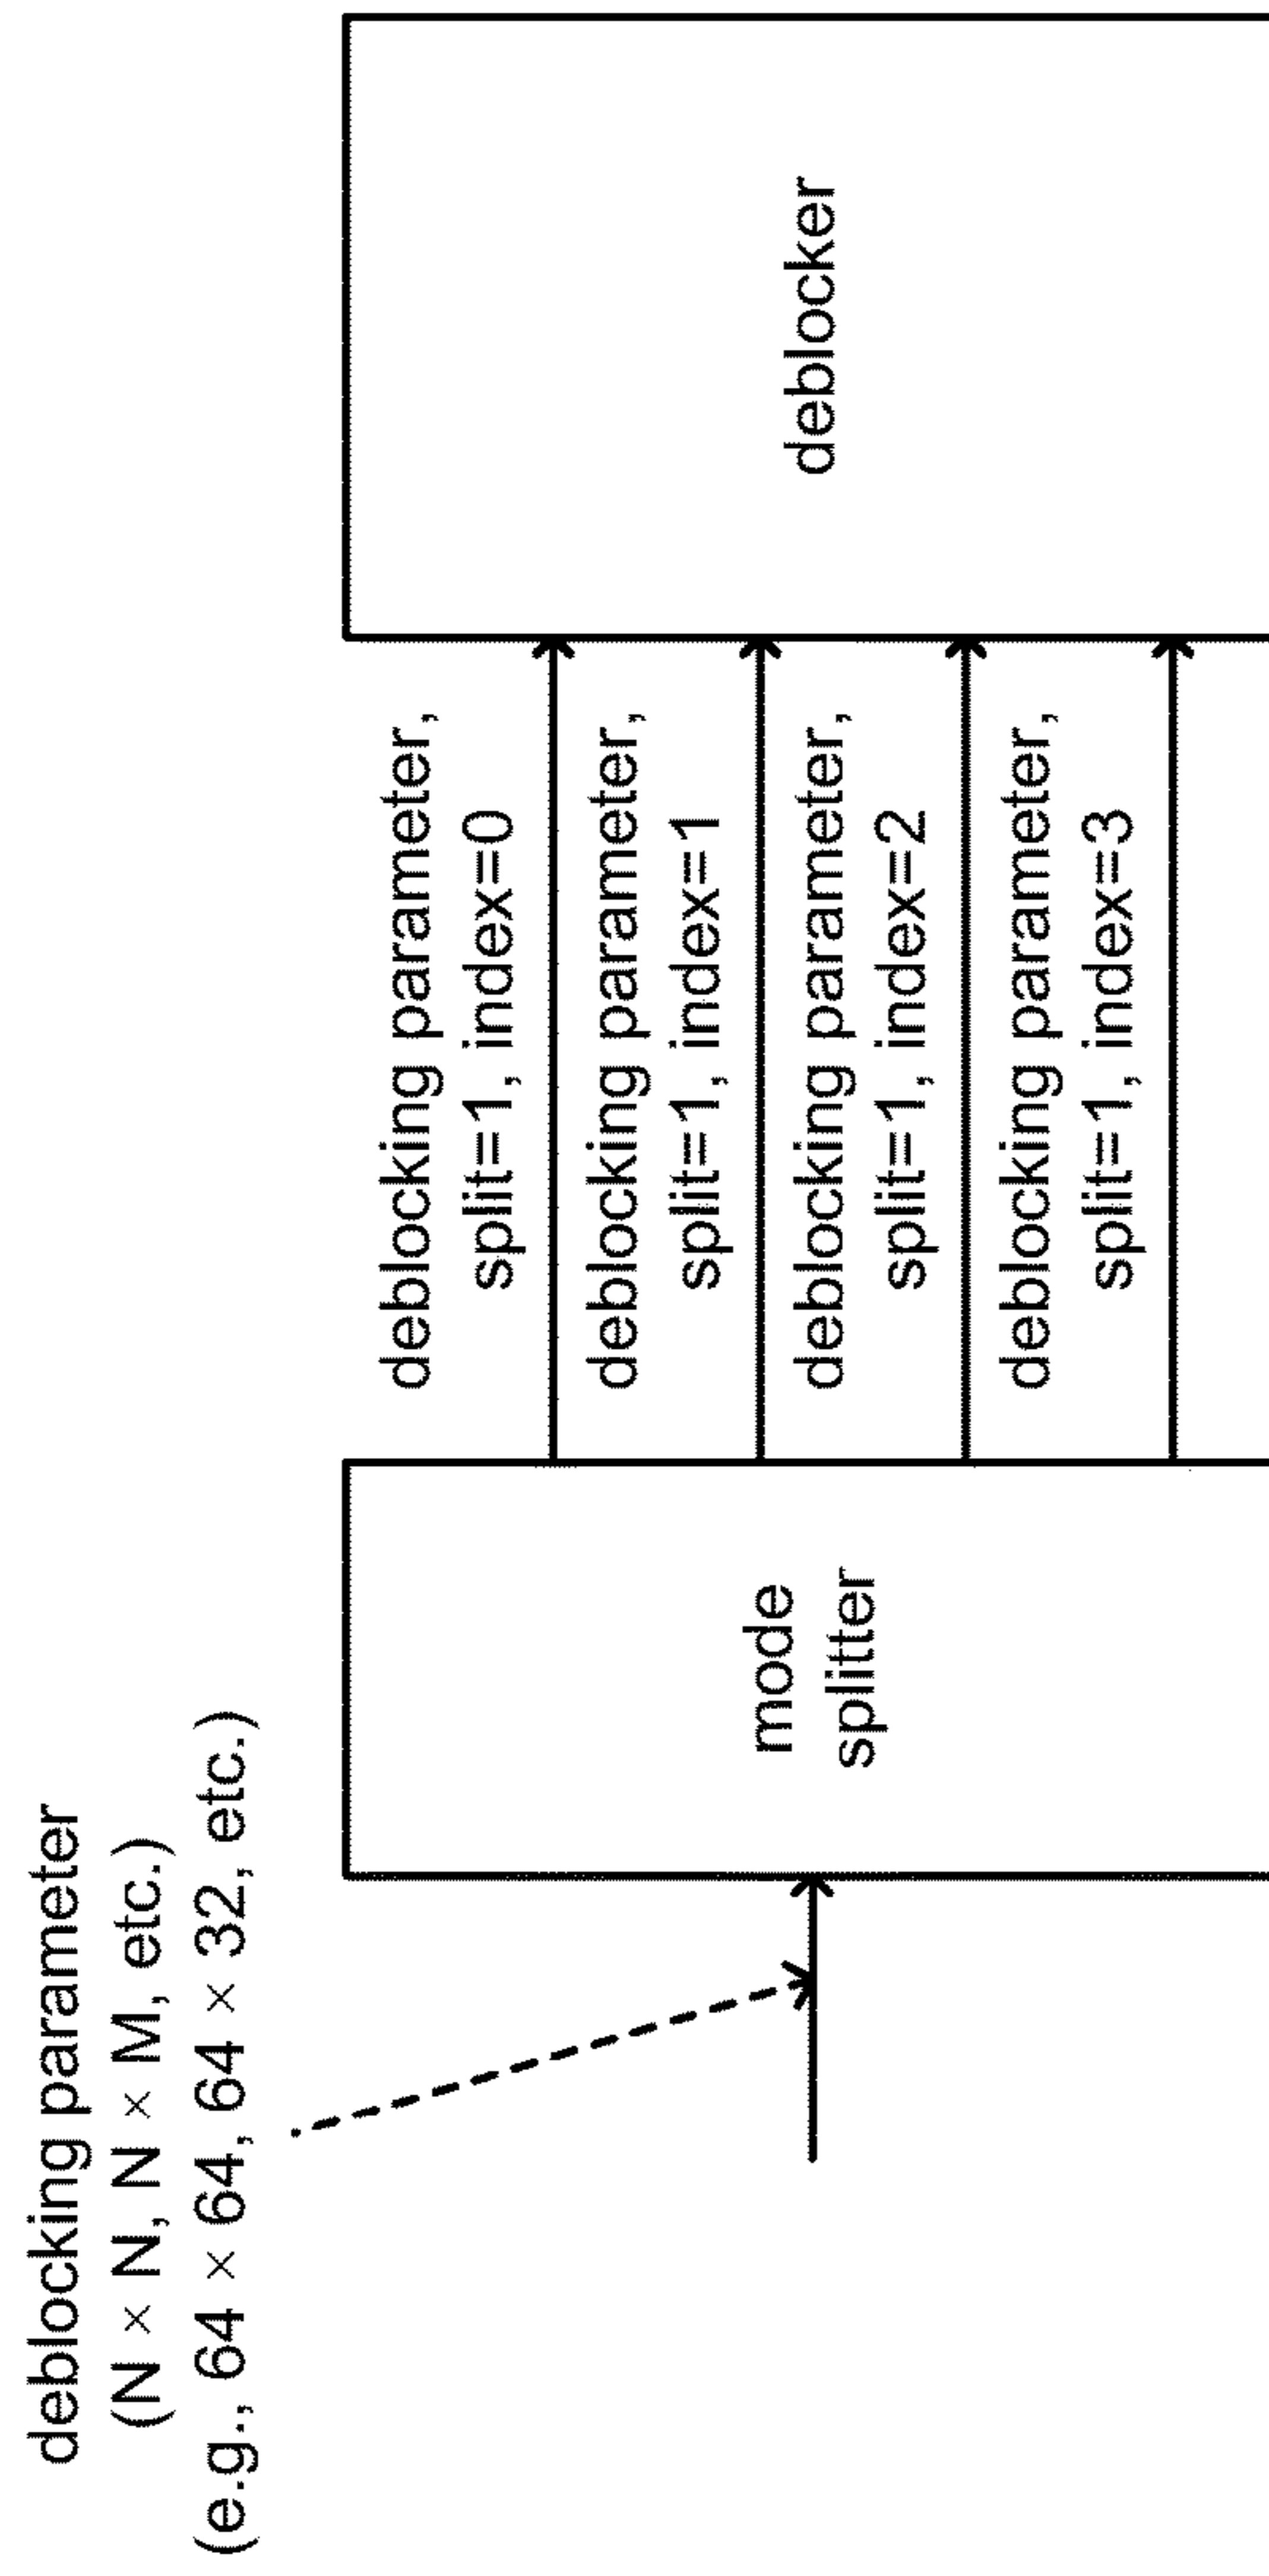 deblocking parameter
(N × N, N × M, etc.)
(e.g., 64 × 64, 64 × 32, etc.)
mode
splitter
deblocking parameter,
split=1, index=0
deblocking parameter,
split=1, index=1
deblocking parameter,
split=1, index=2
deblocking parameter,
split=1, index=3
deblocker